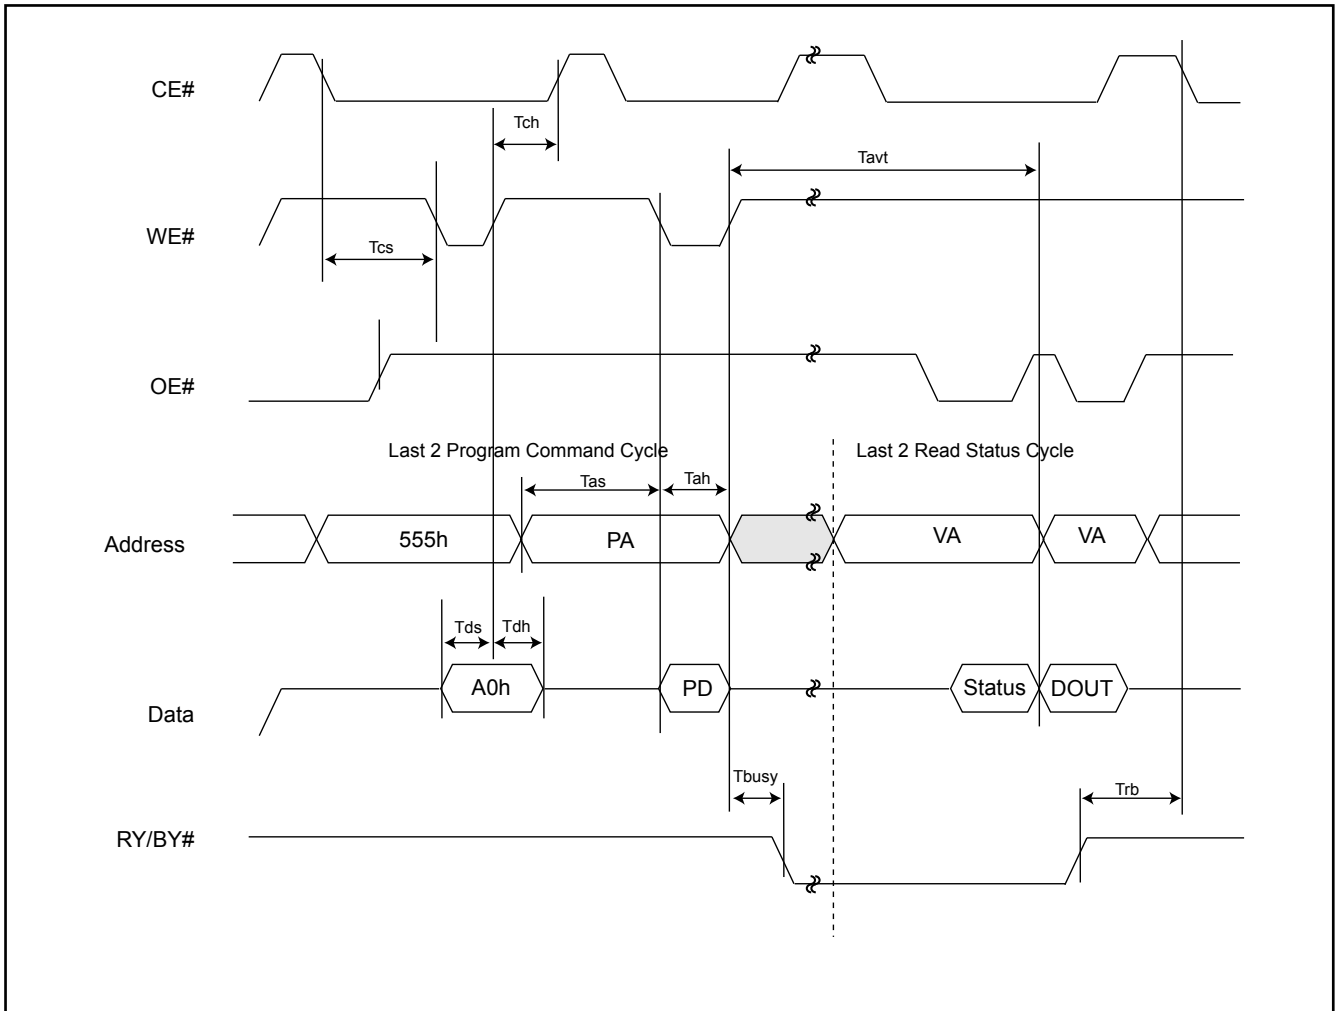 CE#
Tch
Tavt
WE#
Tcs
OE#
Last 2 Program Command Cycle
Last 2 Read Status Cycle
Tas
Tah
Address
555h
PA
VA
VA
Tds
Tdh
A0h
PD
Status
DOUT
Data
Tbusy
Trb
RY/BY#